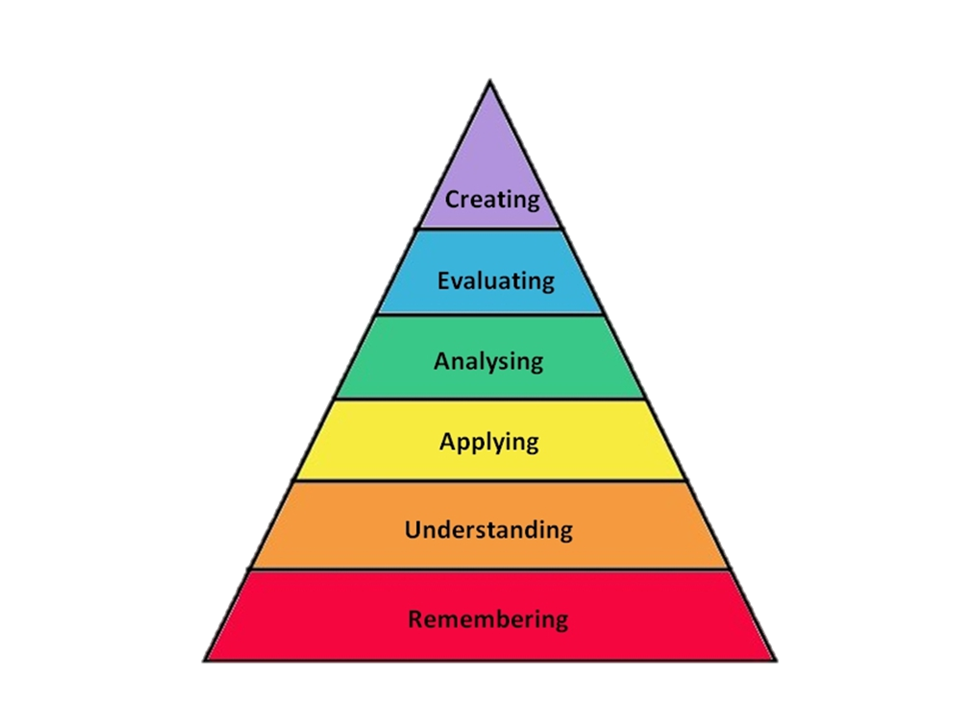 Creating
Evaluating
Analysing
Applying
Understanding
Remembering